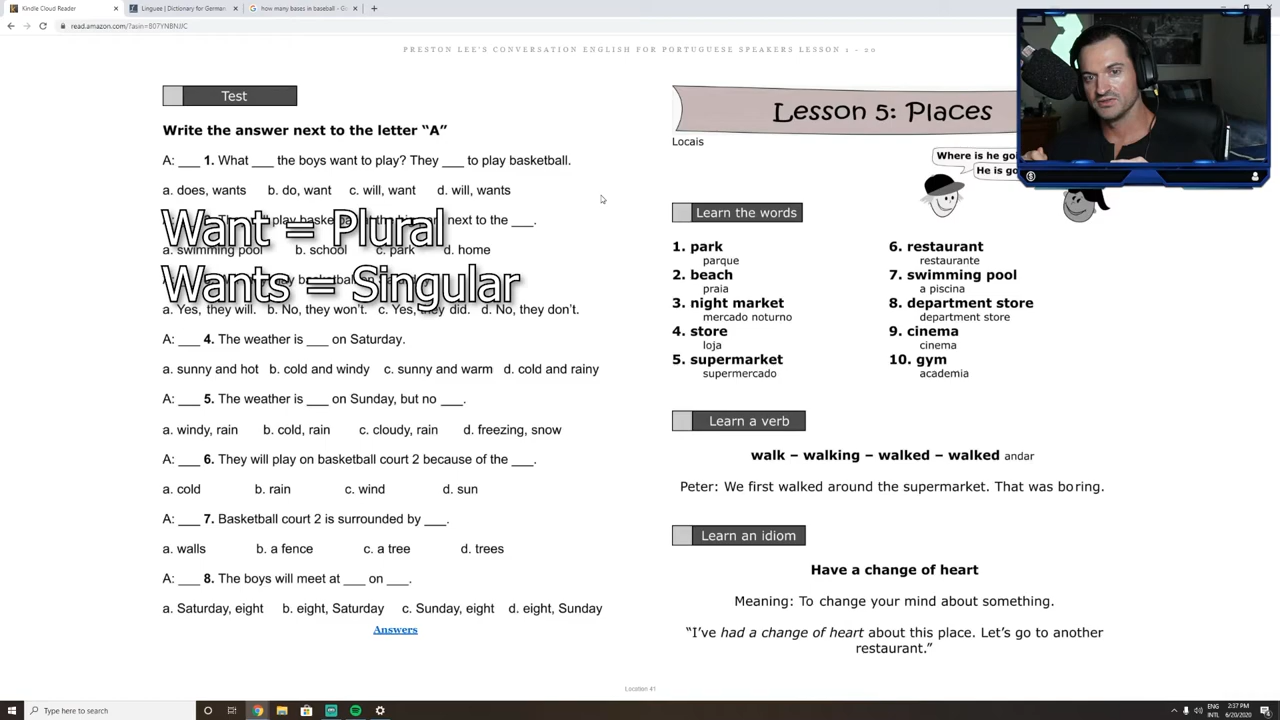 Kindle Cloud Reader
Linguee | Dictionary for German
how many bases in baseball - G
read.amazon.com/?asin=B07YNBNJJC
PRESTON LEE'S CONVERSATION ENGLISH FOR PORTUGUESE SPEAKERS LESSON 1 - 20
Test
Write the answer next to the letter “A”
A: ___ 1. What ___ the boys want to play? They ___ to play basketball.
a. does, wants b. do, want c. will, want d. will, wants
play next to the ___.
Want = Plural
a. swimming pool b. school c. park d. home
Wants = Singular
a. Yes, they will. b. No, they won't. c. Yes, they did. d. No, they don't.
A: ___ 4. The weather is ___ on Saturday.
a. sunny and hot b. cold and windy c. sunny and warm d. cold and rainy
A: ___ 5. The weather is ___ on Sunday, but no ___.
a. windy, rain b. cold, rain c. cloudy, rain d. freezing, snow
A: ___ 6. They will play on basketball court 2 because of the ___.
a. cold b. rain c. wind d. sun
A: ___ 7. Basketball court 2 is surrounded by ___.
a. walls b. a fence c. a tree d. trees
A: ___ 8. The boys will meet at ___ on ___.
a. Saturday, eight b. eight, Saturday c. Sunday, eight d. eight, Sunday
Answers
Lesson 5: Places
Locais
Where is he
He is
Learn the words
1. park
parque
2. beach
praia
3. night market
mercado noturno
4. store
loja
5. supermarket
supermercado
6. restaurant
restaurante
7. swimming pool
a piscina
8. department store
department store
9. cinema
cinema
10. gym
academia
Learn a verb
walk – walking – walked – walked andar
Peter: We first walked around the supermarket. That was boring.
Learn an idiom
Have a change of heart
Meaning: To change your mind about something.
“I've had a change of heart about this place. Let's go to another
restaurant.”
Location 41
Type here to search
ENG
INTL
2:37 PM
6/20/2020